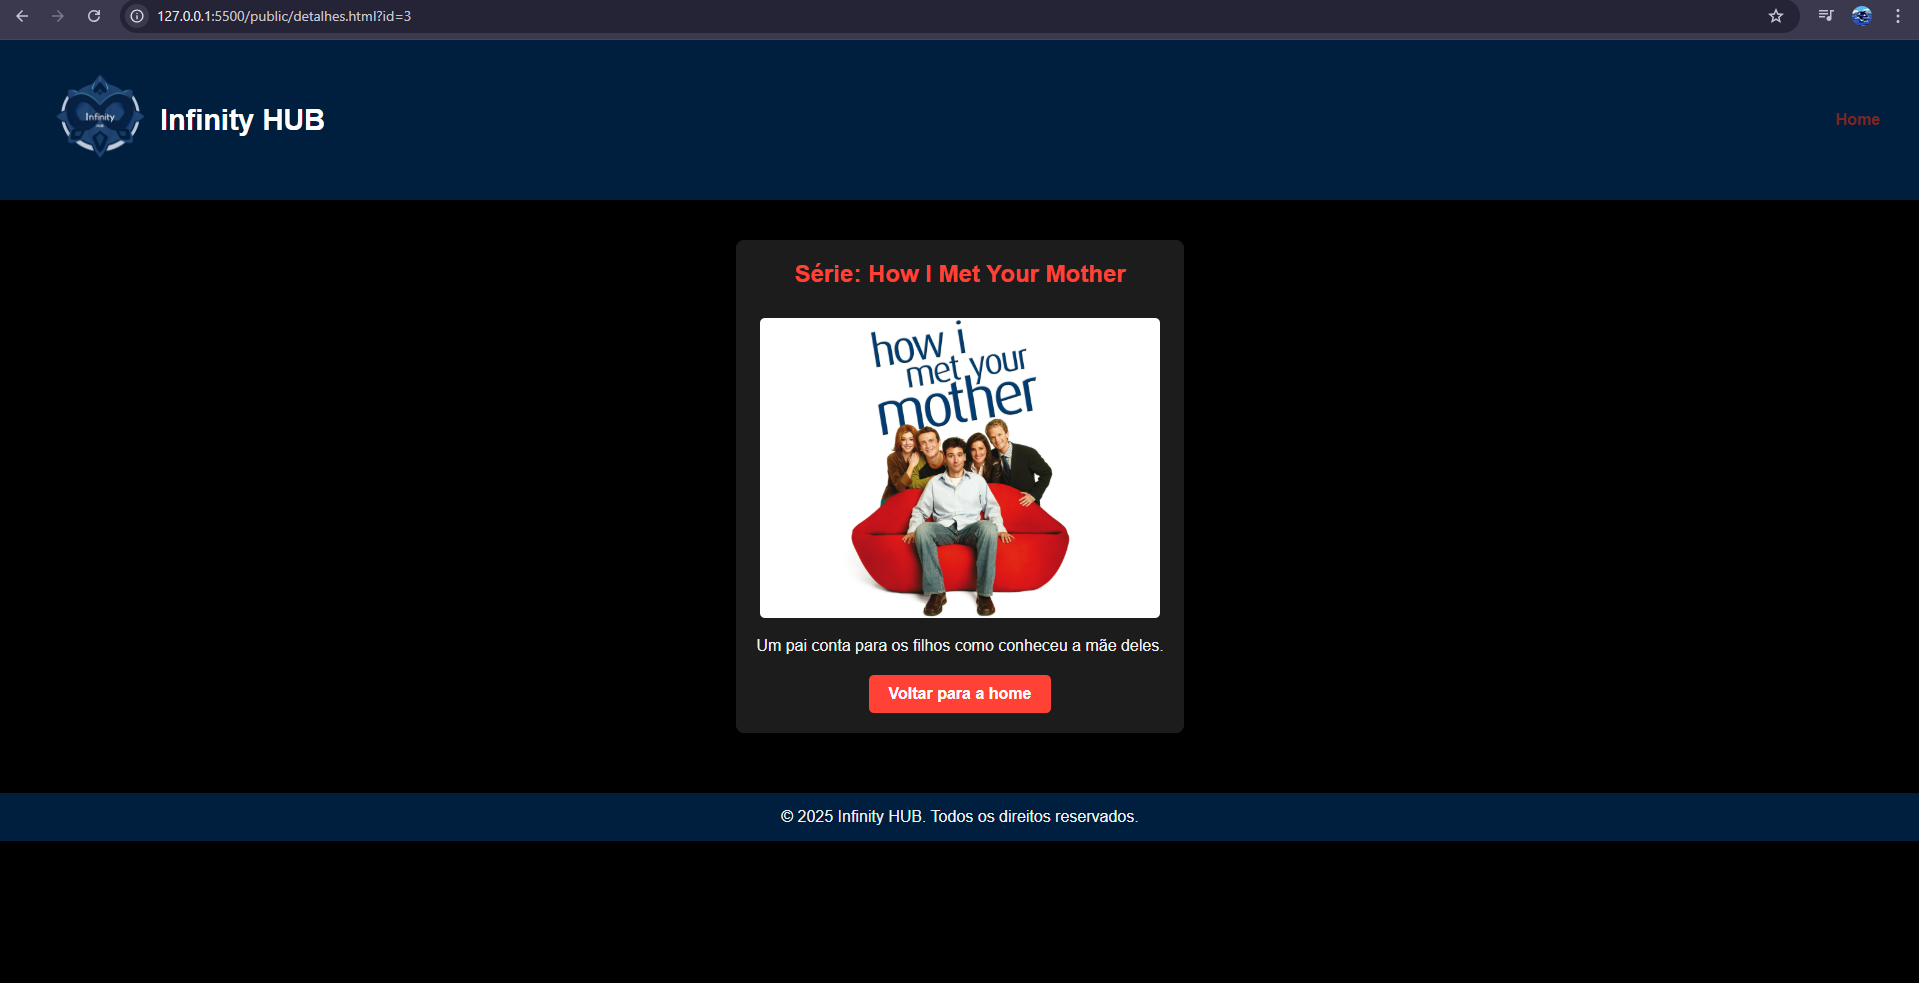 127.0.0.1:5500/public/detalhes.html?id=3
Infinity
HUB
Infinity HUB
Home
Série: How I Met Your Mother
how i
met your
mother
Um pai conta para os filhos como conheceu a mãe deles.
Voltar para a home
© 2025 Infinity HUB. Todos os direitos reservados.